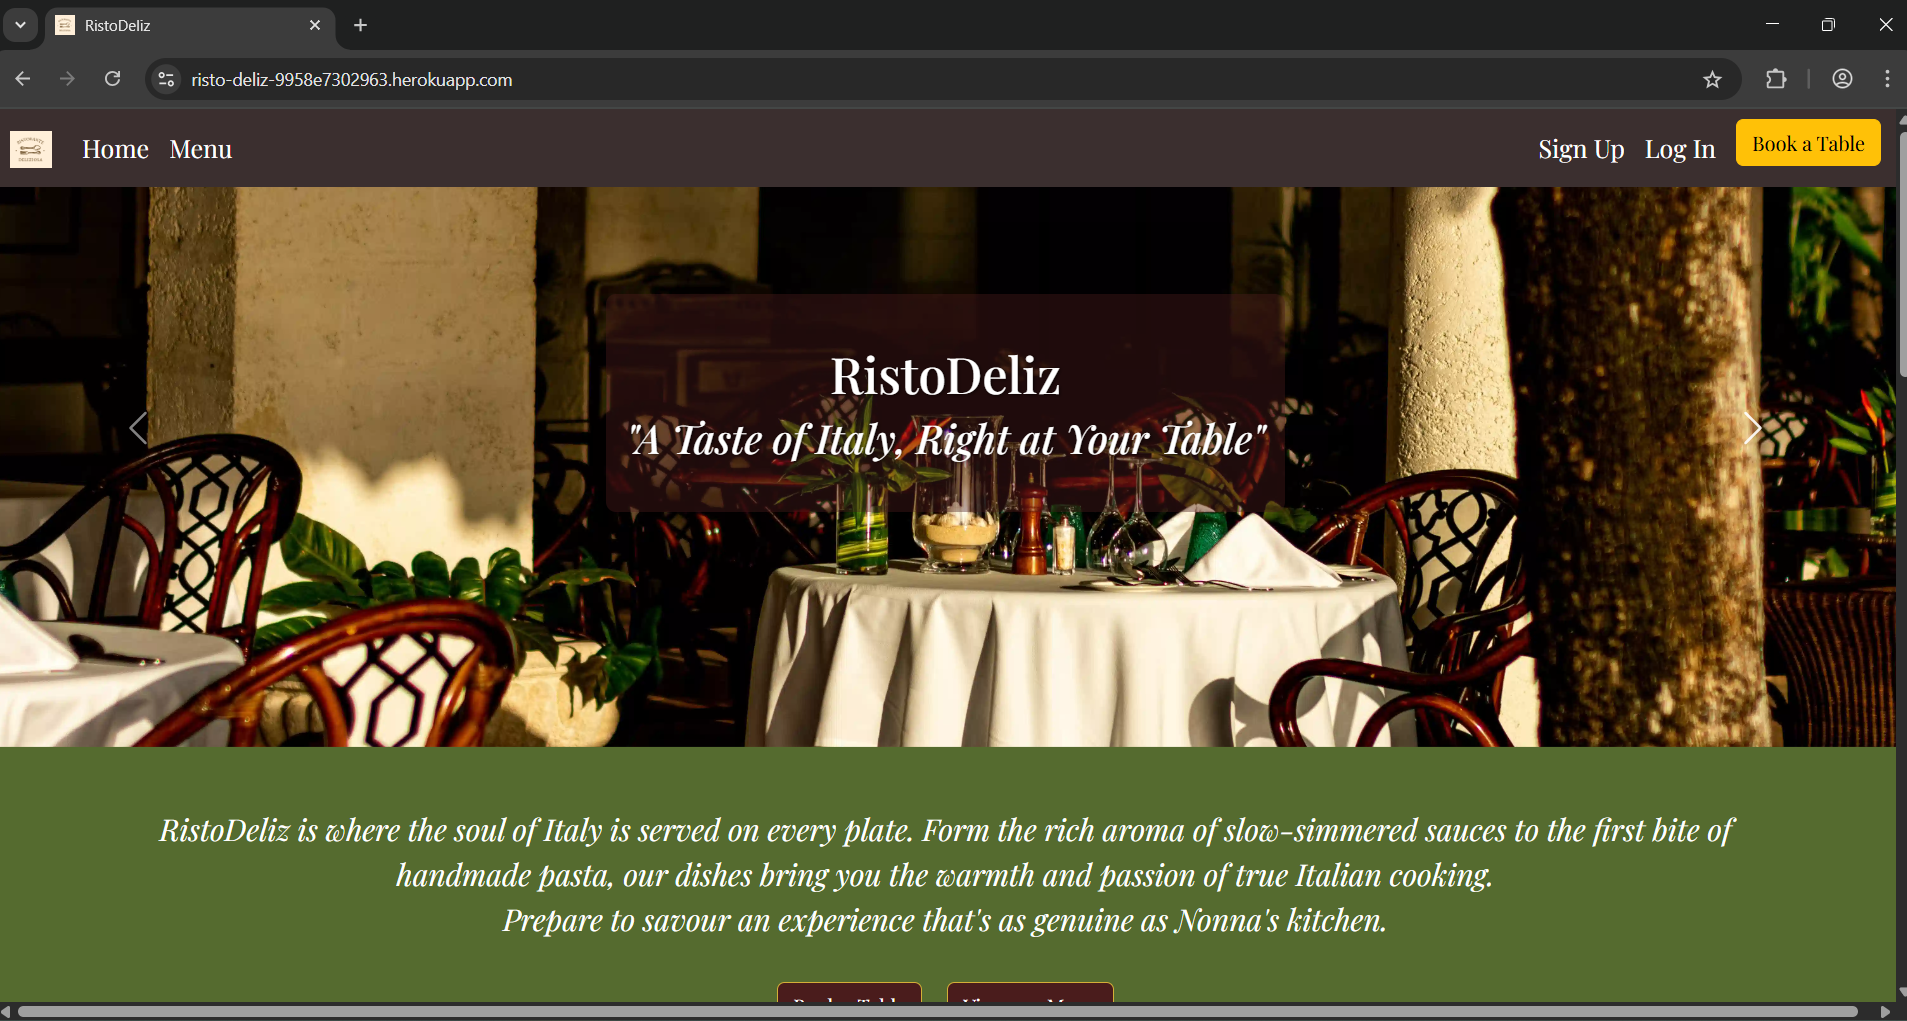 RistoDeliz
risto-deliz-9958e7302963.herokuapp.com
Home Menu Sign Up Log In Book a Table
RistoDeliz
"A Taste of Italy, Right at Your Table"
RistoDeliz is where the soul of Italy is served on every plate. Form the rich aroma of slow-simmered sauces to the first bite of
handmade pasta, our dishes bring you the warmth and passion of true Italian cooking.
Prepare to savour an experience that's as genuine as Nonna's kitchen.